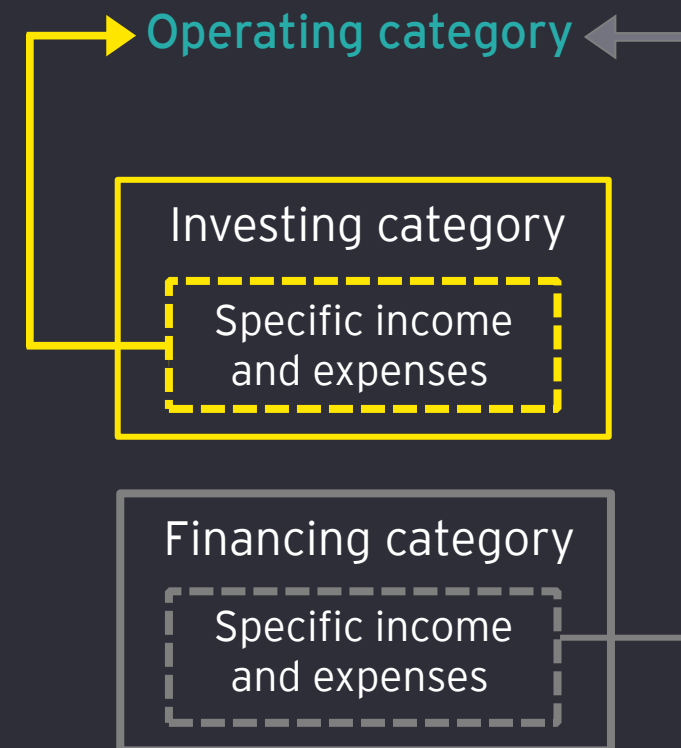 Operating category
Investing category
Specific income
and expenses
Financing category
Specific income
and expenses